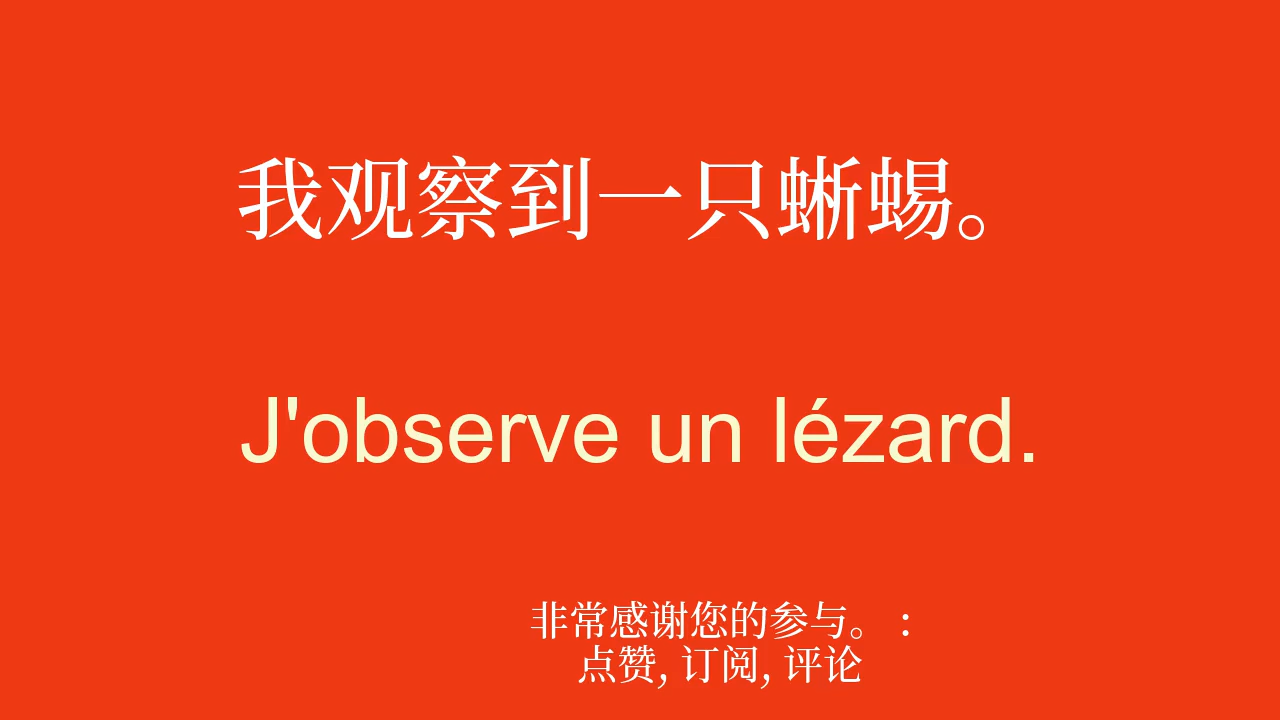 我观察到一只蜥蜴。
J'observe un lézard.
非常感谢您的参与。 :
点赞, 订阅, 评论